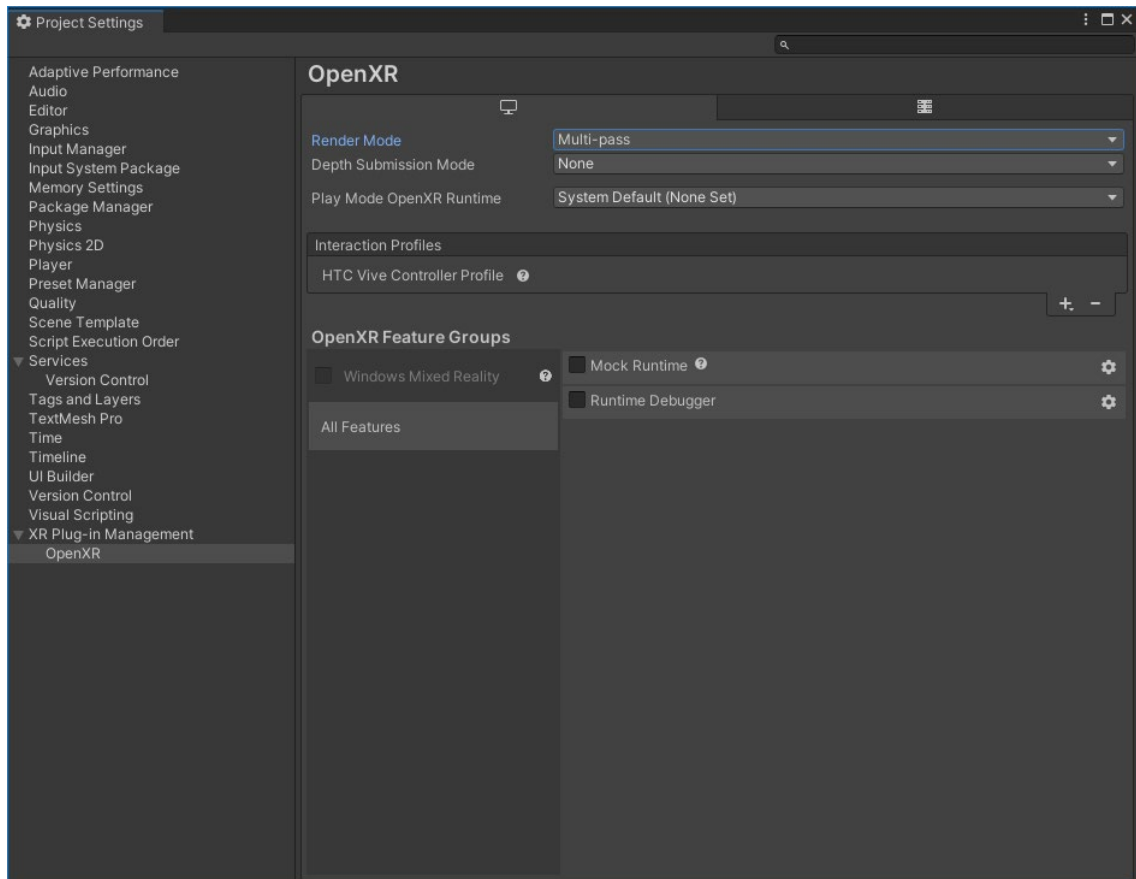 Project Settings
Adaptive Performance
Audio
Editor
Graphics
Input Manager
Input System Package
Memory Settings
Package Manager
Physics
Physics 2D
Player
Preset Manager
Quality
Scene Template
Script Execution Order
Services
Version Control
Tags and Layers
TextMesh Pro
Time
Timeline
UI Builder
Version Control
Visual Scripting
XR Plug-in Management
OpenXR
OpenXR
Render Mode Multi-pass
Depth Submission Mode None
Play Mode OpenXR Runtime System Default (None Set)
Interaction Profiles
HTC Vive Controller Profile
OpenXR Feature Groups
Windows Mixed Reality
All Features
Mock Runtime
Runtime Debugger